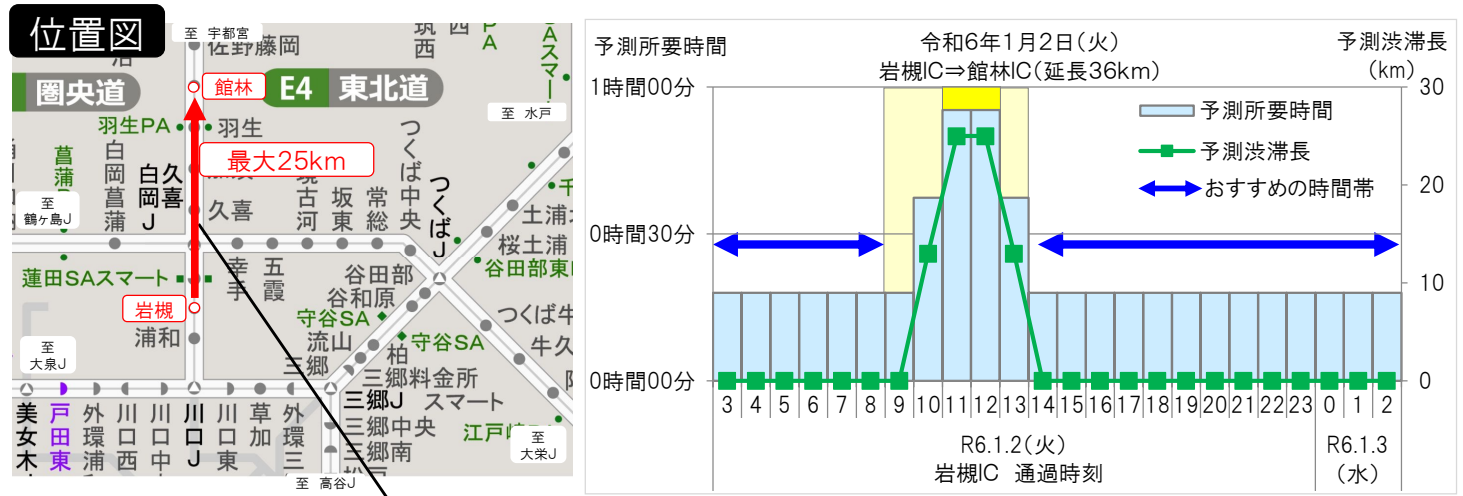 位置図
至 宇都宮
佐野藤岡
筑西
館林
圏央道
E4 東北道
至 水戸
羽生PA
羽生
最大25km
白岡菖蒲
久喜白岡J
至 鶴ヶ島J
久喜
古河
坂東
常総
つくば中央
つくばJ
土浦
桜土浦
蓮田SAスマート
幸手
五霞
谷田部
谷和原
谷田部東
岩槻
守谷SA
守谷SA
つくば牛
浦和
流山
柏
牛久
至 大泉J
三郷
三郷料金所スマート
美女木
戸田東
外環浦
川口西
川口中
川口J
川口東
草加
外環三
三郷J
三郷中央
三郷南
江戸崎
至 大栄J
至 高谷J
予測所要時間
令和6年1月2日(火)
岩槻IC⇒館林IC(延長36km)
予測渋滞長
(km)
1時間00分
30
予測所要時間
予測渋滞長
おすすめの時間帯
20
0時間30分
10
0時間00分
0
3 4 5 6 7 8 9 10 11 12 13 14 15 16 17 18 19 20 21 22 23 0 1 2
R6.1.2(火)
岩槻IC 通過時刻
R6.1.3
(水)